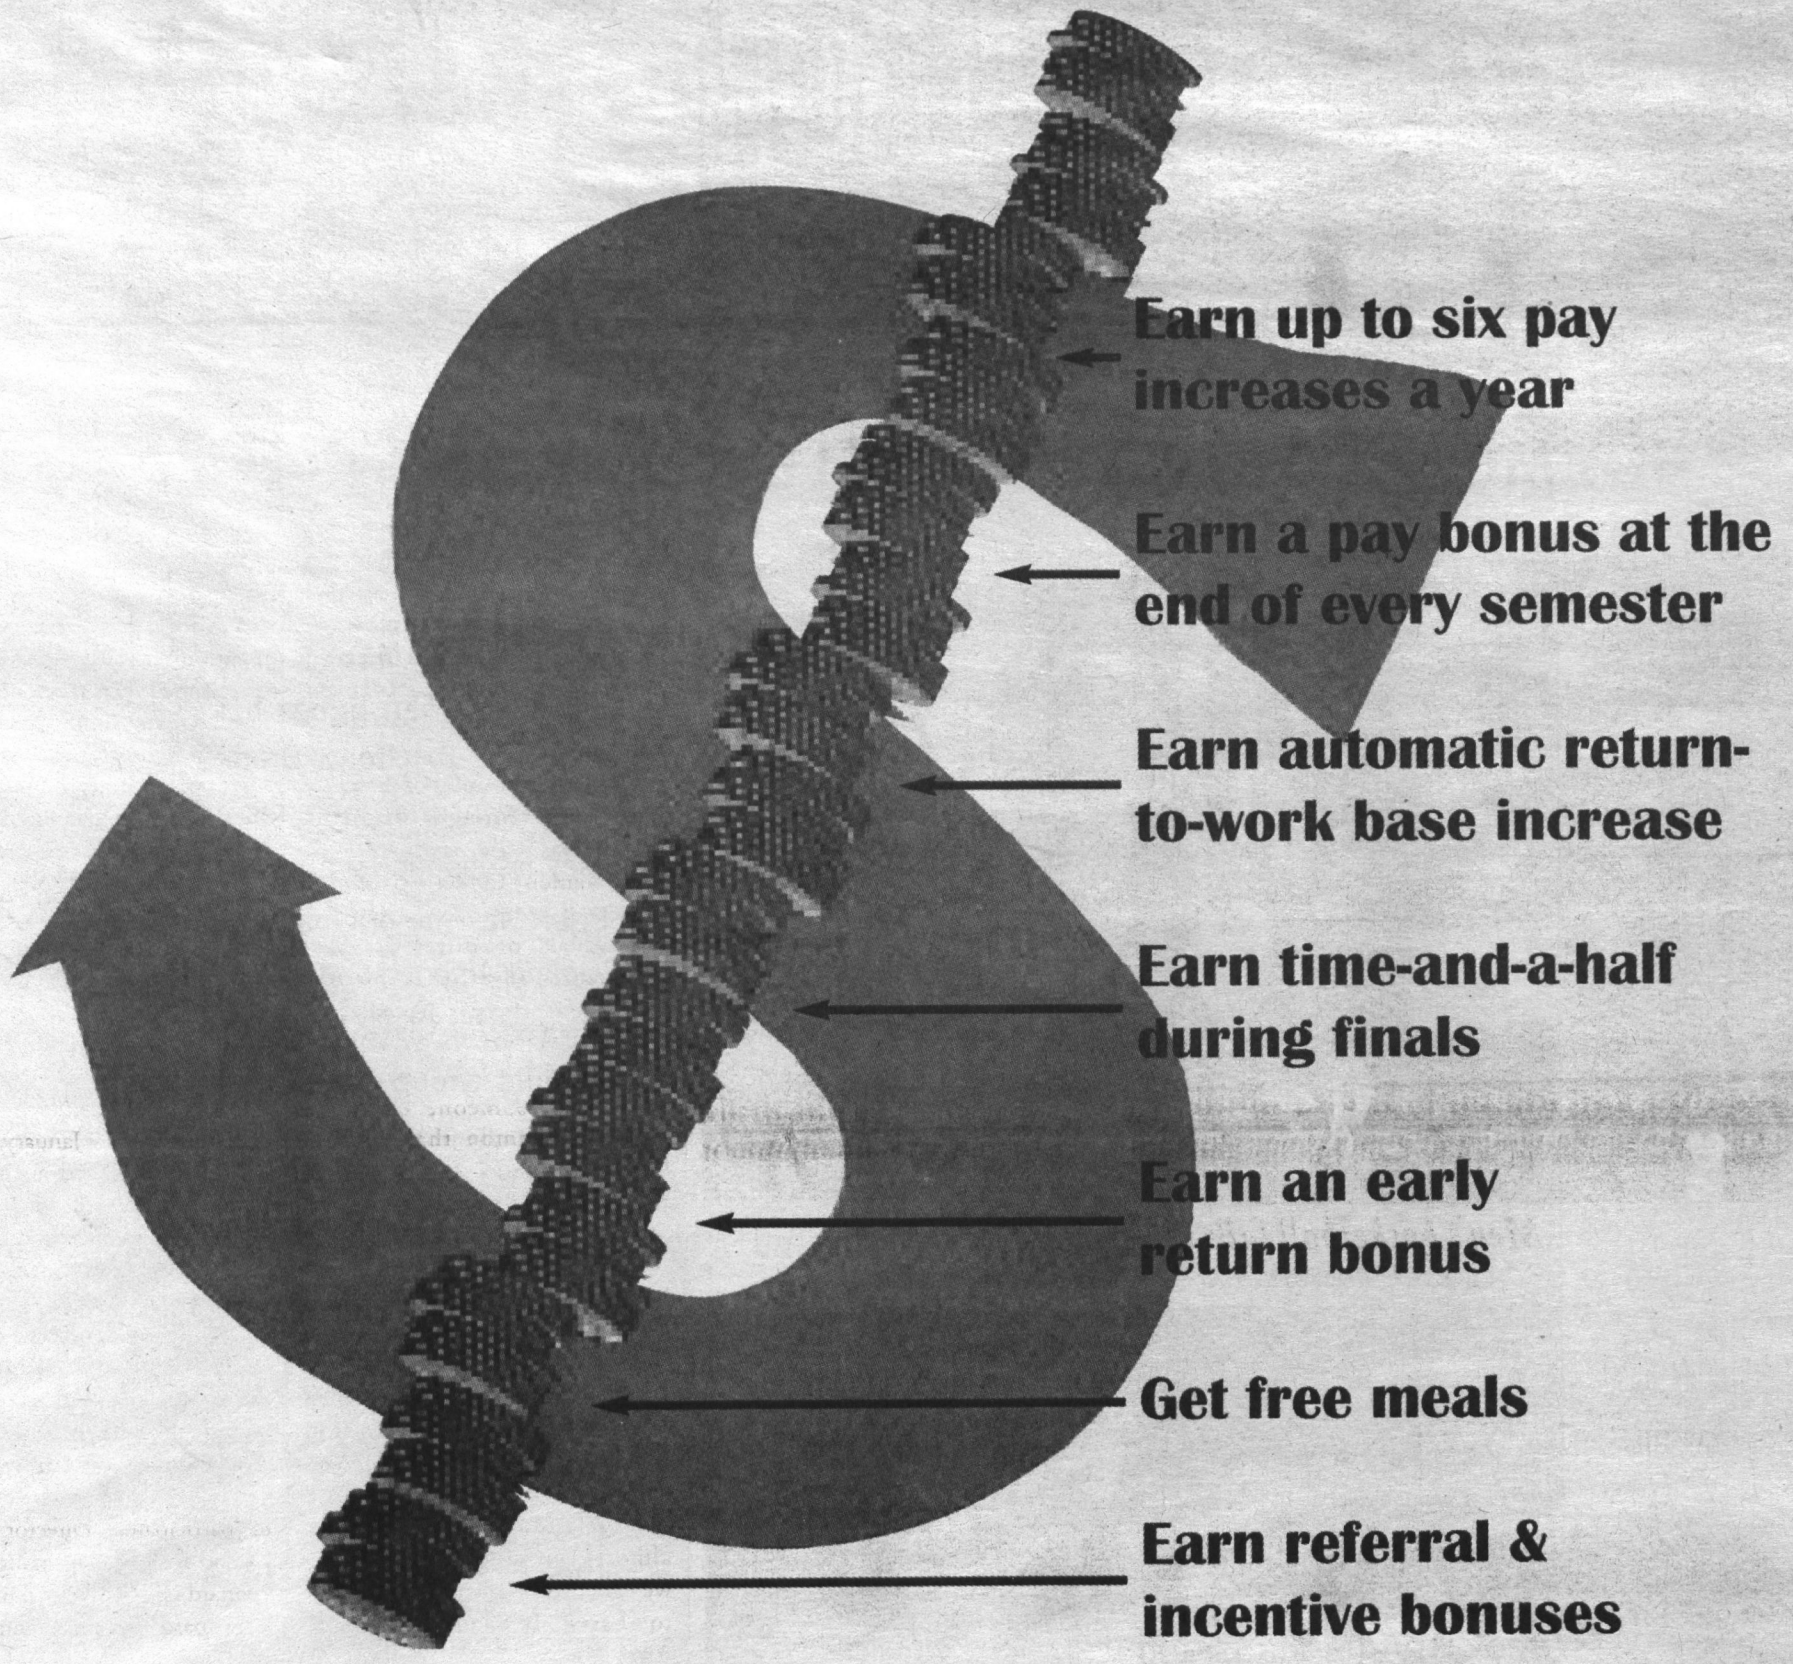 Earn up to six pay
increases a year
Earn a pay bonus at the
end of every semester
Earn automatic return-
to-work base increase
Earn time-and-a-half
during finals
Earn an early
return bonus
Get free meals
Earn referral &
incentive bonuses